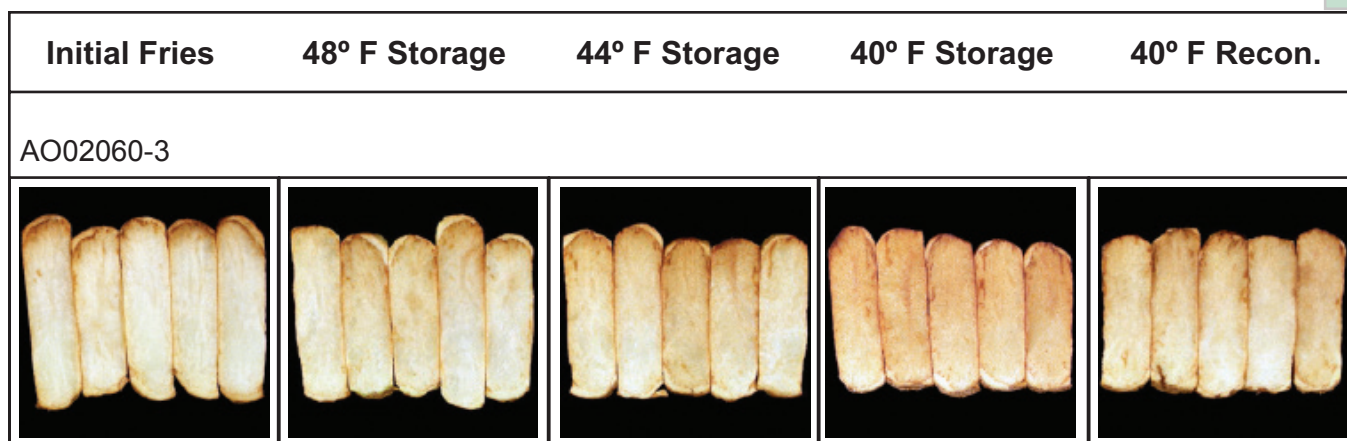 Initial Fries 48º F Storage 44º F Storage 40º F Storage 40º F Recon.
AO02060-3